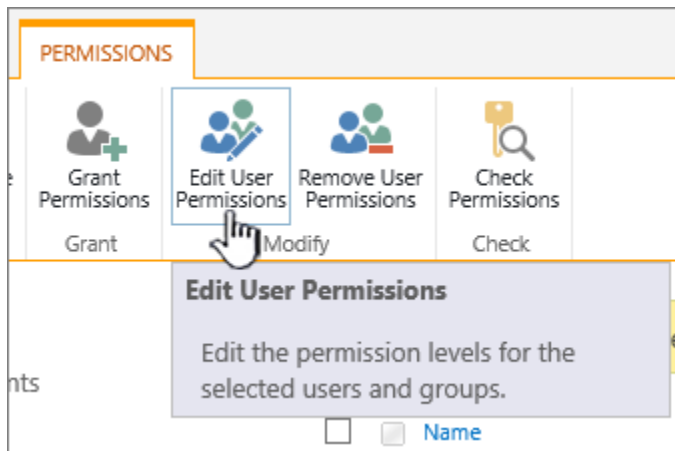 PERMISSIONS
Grant
Permissions
Edit User
Permissions
Remove User
Permissions
Check
Permissions
Grant
Modify
Check
Edit User Permissions
Edit the permission levels for the
selected users and groups.
nts
Name